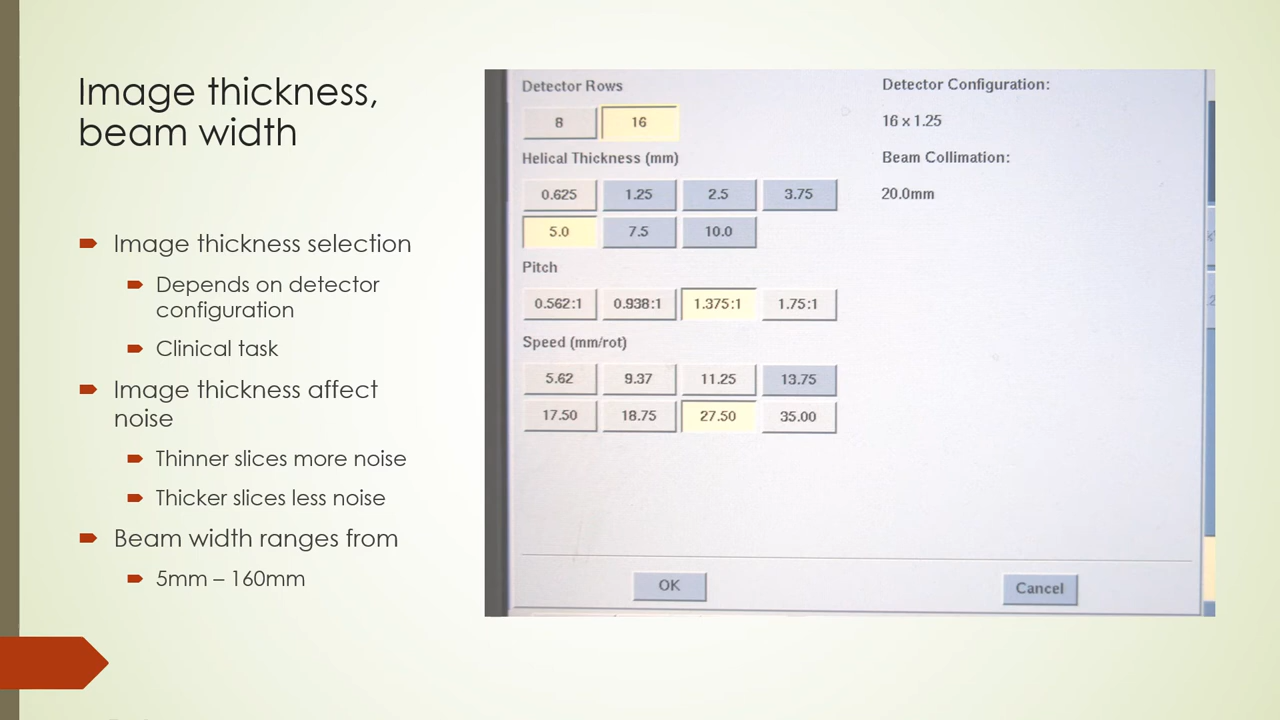 Image thickness,
beam width
Image thickness selection
Depends on detector
configuration
Clinical task
Image thickness affect
noise
Thinner slices more noise
Thicker slices less noise
Beam width ranges from
5mm – 160mm
Detector Rows
8 16
Helical Thickness (mm)
0.625 1.25 2.5 3.75
5.0 7.5 10.0
Pitch
0.562:1 0.938:1 1.375:1 1.75:1
Speed (mm/rot)
5.62 9.37 11.25 13.75
17.50 18.75 27.50 35.00
Detector Configuration:
16 x 1.25
Beam Collimation:
20.0mm
OK Cancel